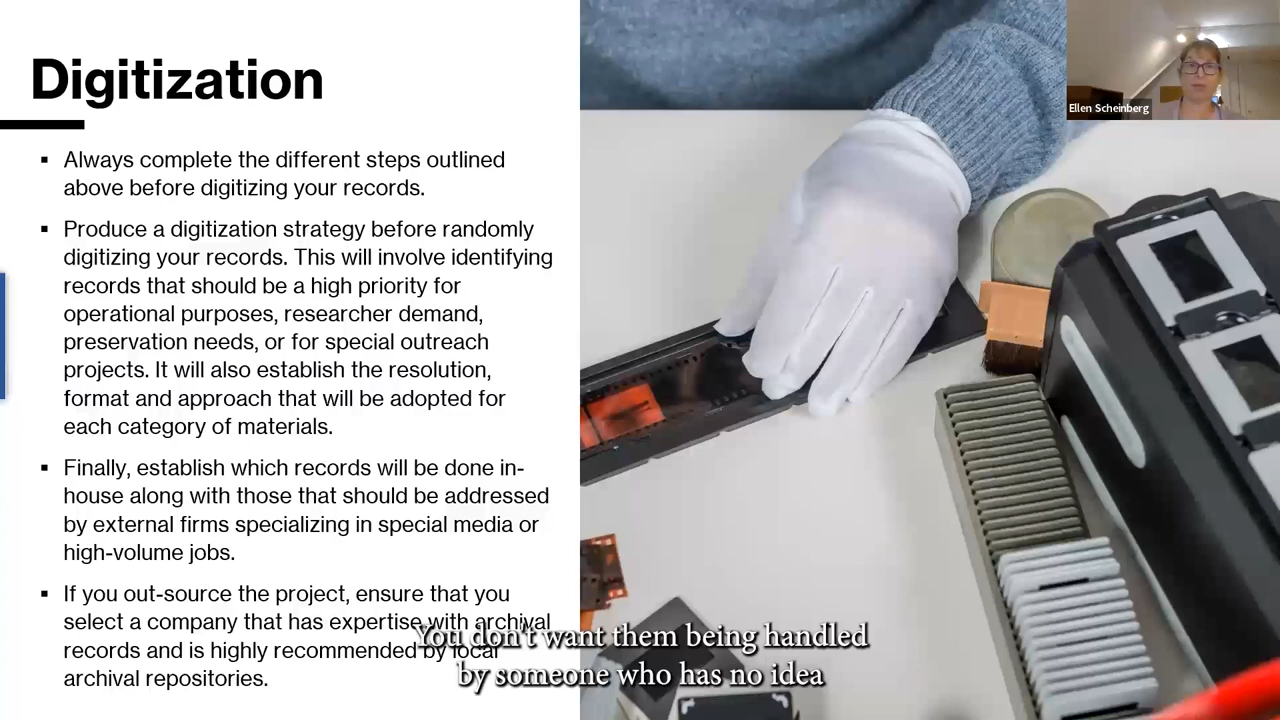 Digitization
▪ Always complete the different steps outlined
above before digitizing your records.
▪ Produce a digitization strategy before randomly
digitizing your records. This will involve identifying
records that should be a high priority for
operational purposes, researcher demand,
preservation needs, or for special outreach
projects. It will also establish the resolution,
format and approach that will be adopted for
each category of materials.
▪ Finally, establish which records will be done in-
house along with those that should be addressed
by external firms specializing in special media or
high-volume jobs.
▪ If you out-source the project, ensure that you
select a company that has expertise with archival
records and is highly recommended by local
archival repositories.
Ellen Scheinberg
You don't want them being handled
by someone who has no idea